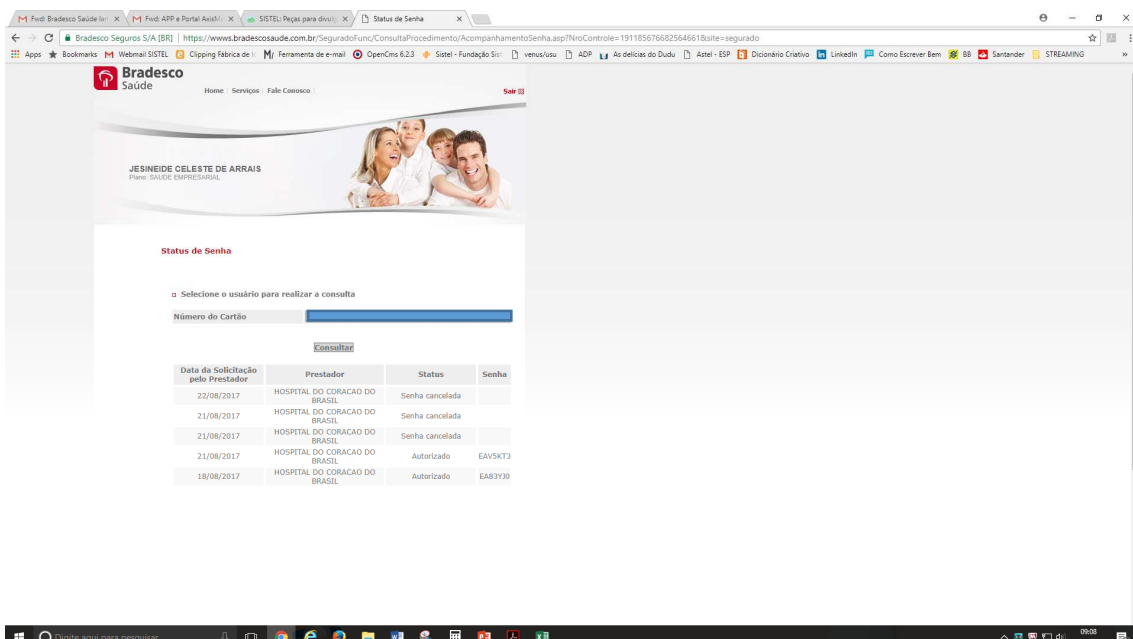 Fwd: Bradesco Saúde lan
Fwd: APP e Portal AxisM
SISTEL: Peças para divulg
Status de Senha
Bradesco Seguros S/A [BR] | https://wwws.bradescosaude.com.br/SeguradoFunc/ConsultaProcedimento/AcompanhamentoSenha.asp?NroControle=191185676682564661&site=segurado
Apps Bookmarks Webmail SISTEL Clipping Fábrica de Ferramenta de e-mail OpenCms 6.2.3 Sistel - Fundação Sis venus/usu ADP As delícias do Dudu Astel - ESP Dicionário Criativo LinkedIn Como Escrever Bem BB Santander STREAMING
Bradesco
Saúde
Home | Serviços | Fale Conosco |
Sair
JESINEIDE CELESTE DE ARRAIS
Plano: SAUDE EMPRESARIAL
Status de Senha
Selecione o usuário para realizar a consulta
Número do Cartão
Consultar
Data da Solicitação pelo Prestador Prestador Status Senha
22/08/2017 HOSPITAL DO CORACAO DO BRASIL Senha cancelada
21/08/2017 HOSPITAL DO CORACAO DO BRASIL Senha cancelada
21/08/2017 HOSPITAL DO CORACAO DO BRASIL Senha cancelada
21/08/2017 HOSPITAL DO CORACAO DO BRASIL Autorizado EAV5KT3
18/08/2017 HOSPITAL DO CORACAO DO BRASIL Autorizado EA83YJ0
Digite aqui para pesquisar
09:08